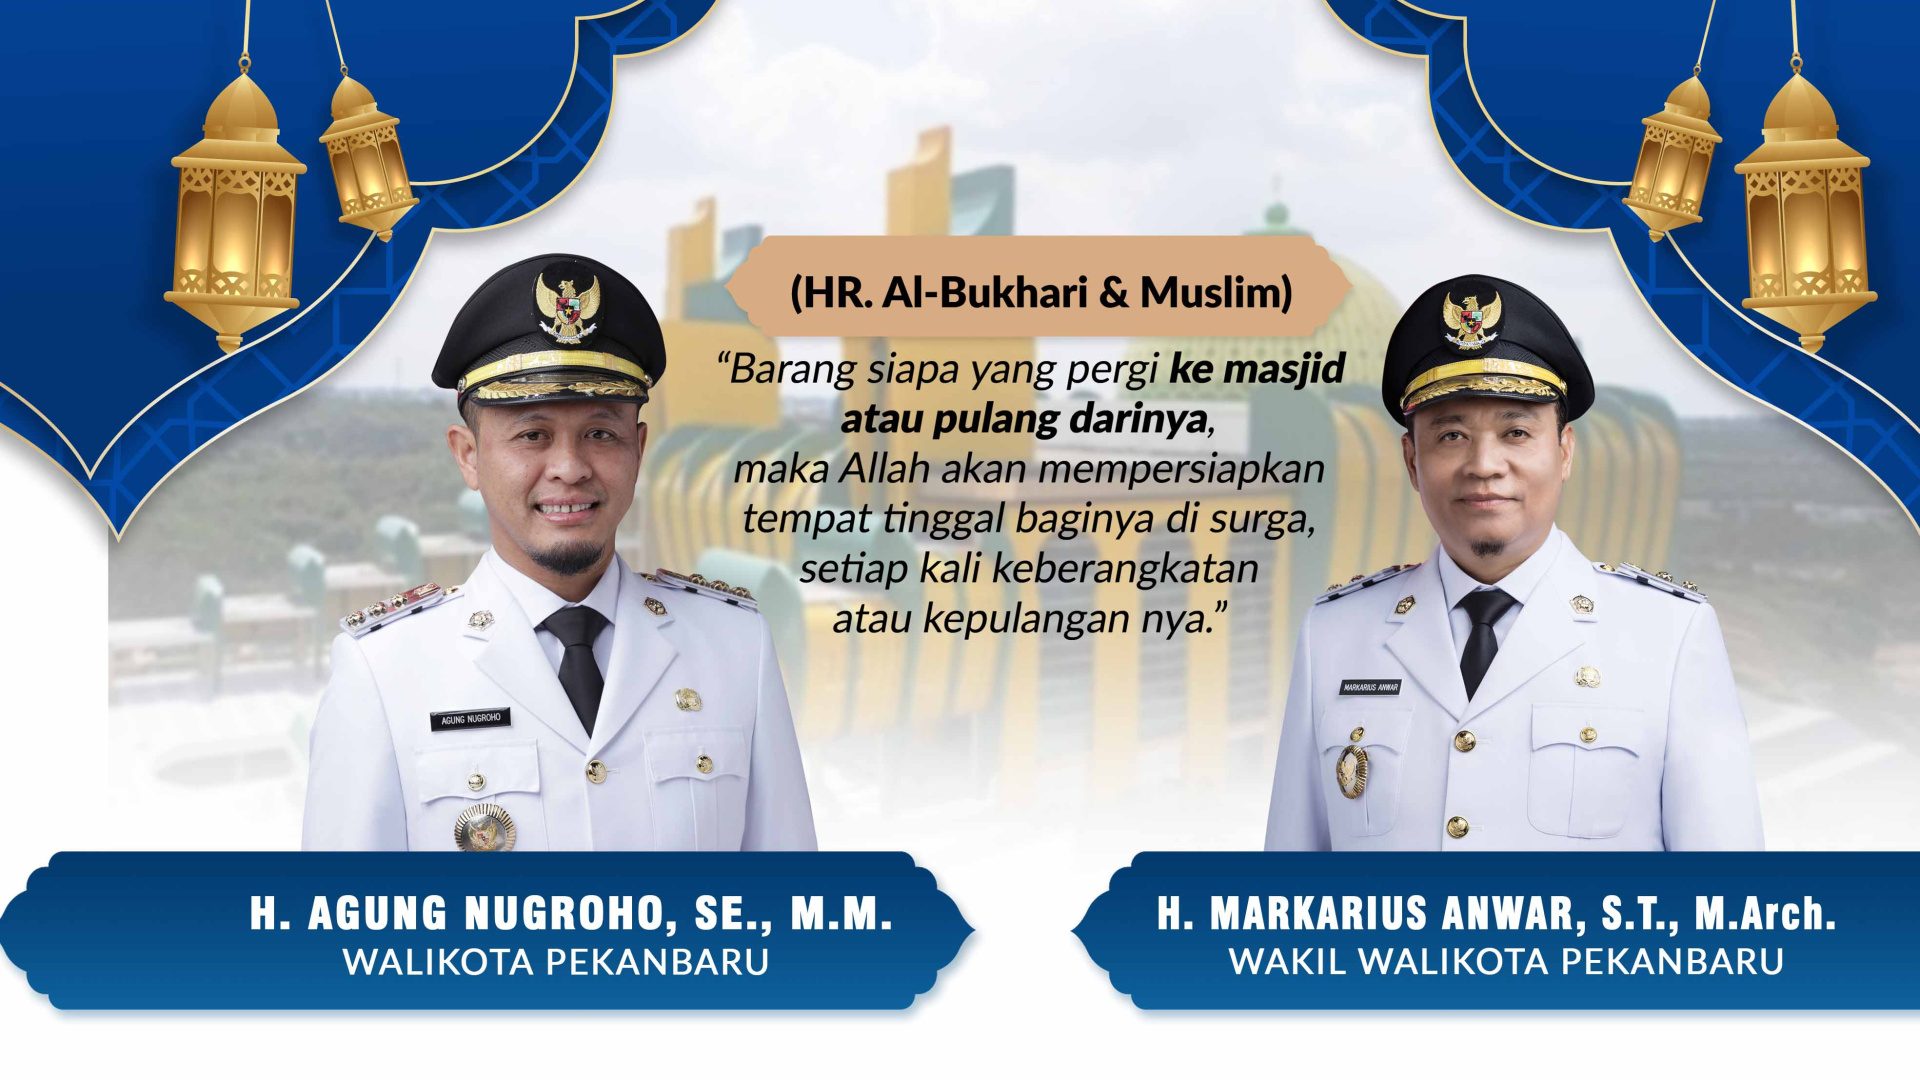 (HR. Al-Bukhari & Muslim)
“Barang siapa yang pergi ke masjid
atau pulang darinya,
maka Allah akan mempersiapkan
tempat tinggal baginya di surga,
setiap kali keberangkatan
atau kepulangan nya.”
AGUNG NUGROHO
MARKARIUS ANWAR
H. AGUNG NUGROHO, SE., M.M.
WALIKOTA PEKANBARU
H. MARKARIUS ANWAR, S.T., M.Arch.
WAKIL WALIKOTA PEKANBARU